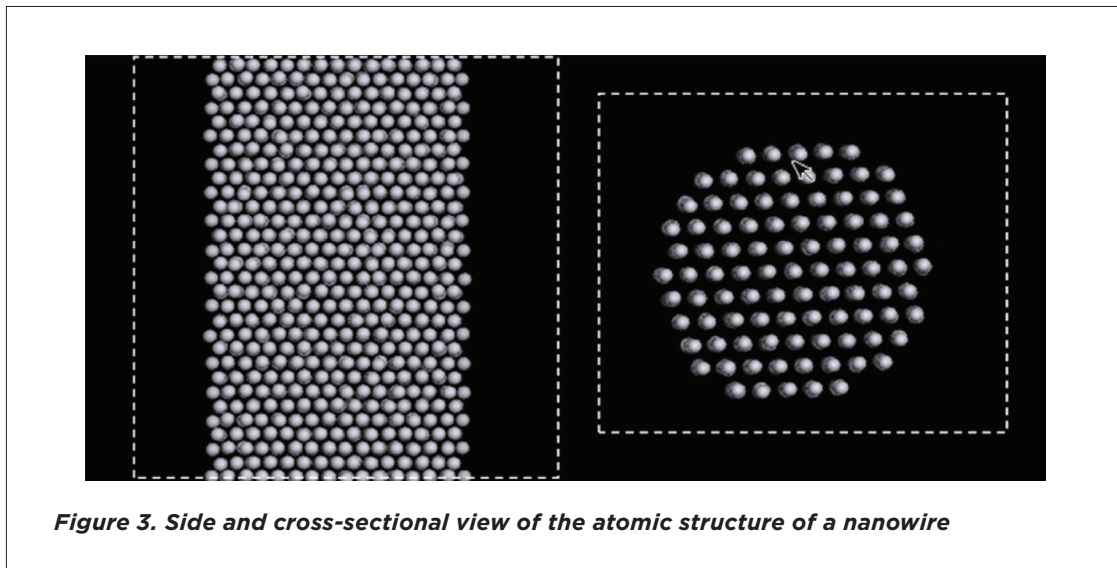 Figure 3. Side and cross-sectional view of the atomic structure of a nanowire